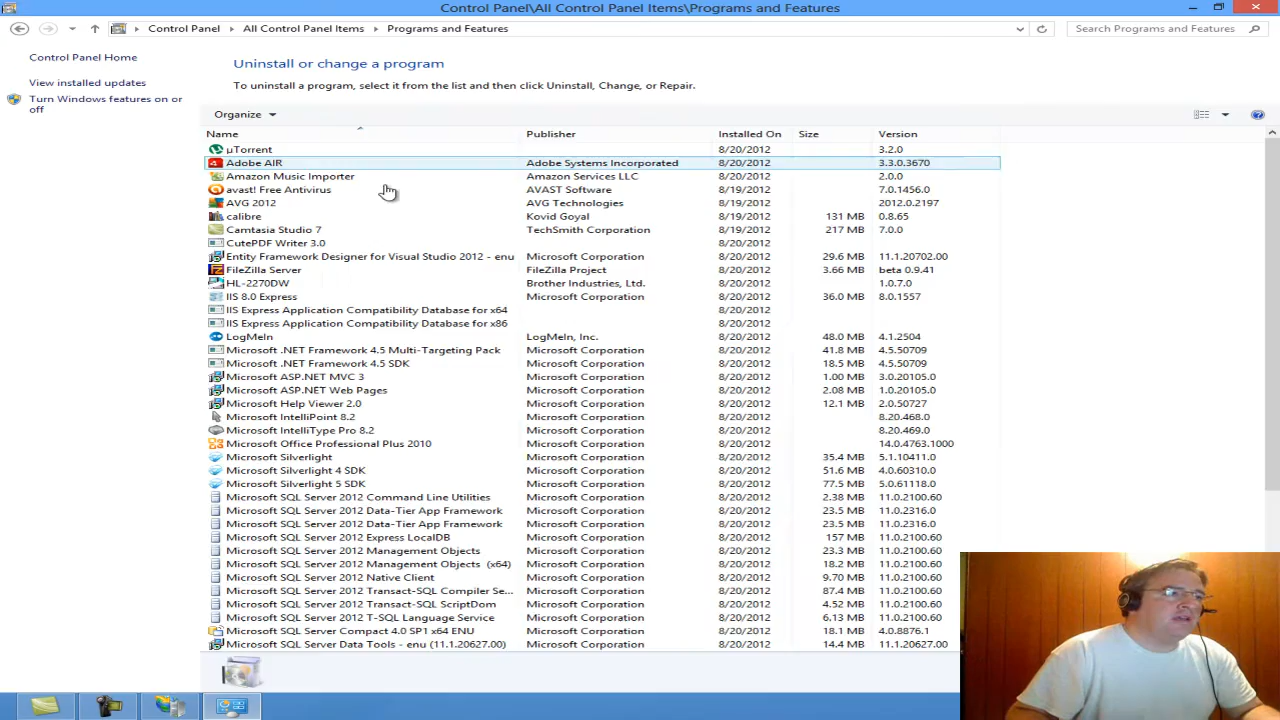 Control Panel\All Control Panel Items\Programs and Features
Control Panel All Control Panel Items Programs and Features Search Programs and Features
Control Panel Home
View installed updates
Turn Windows features on or off
Uninstall or change a program
To uninstall a program, select it from the list and then click Uninstall, Change, or Repair.
Organize
Name Publisher Installed On Size Version
µTorrent 8/20/2012 3.2.0
Adobe AIR Adobe Systems Incorporated 8/20/2012 3.3.0.3670
Amazon Music Importer Amazon Services LLC 8/20/2012 2.0.0
avast! Free Antivirus AVAST Software 8/19/2012 7.0.1456.0
AVG 2012 AVG Technologies 8/19/2012 2012.0.2197
calibre Kovid Goyal 8/19/2012 131 MB 0.8.65
Camtasia Studio 7 TechSmith Corporation 8/19/2012 217 MB 7.0.0
CutePDF Writer 3.0 8/20/2012
Entity Framework Designer for Visual Studio 2012 - enu Microsoft Corporation 8/20/2012 29.6 MB 11.1.20702.00
FileZilla Server FileZilla Project 8/20/2012 3.66 MB beta 0.9.41
HL-2270DW Brother Industries, Ltd. 8/20/2012 1.0.7.0
IIS 8.0 Express Microsoft Corporation 8/20/2012 36.0 MB 8.0.1557
IIS Express Application Compatibility Database for x64 8/20/2012
IIS Express Application Compatibility Database for x86 8/20/2012
LogMeIn LogMeIn, Inc. 8/20/2012 48.0 MB 4.1.2504
Microsoft .NET Framework 4.5 Multi-Targeting Pack Microsoft Corporation 8/20/2012 41.8 MB 4.5.50709
Microsoft .NET Framework 4.5 SDK Microsoft Corporation 8/20/2012 18.5 MB 4.5.50709
Microsoft ASP.NET MVC 3 Microsoft Corporation 8/20/2012 1.00 MB 3.0.20105.0
Microsoft ASP.NET Web Pages Microsoft Corporation 8/20/2012 2.08 MB 1.0.20105.0
Microsoft Help Viewer 2.0 Microsoft Corporation 8/20/2012 12.1 MB 2.0.50727
Microsoft IntelliPoint 8.2 Microsoft Corporation 8/20/2012 8.20.468.0
Microsoft IntelliType Pro 8.2 Microsoft Corporation 8/20/2012 8.20.469.0
Microsoft Office Professional Plus 2010 Microsoft Corporation 8/20/2012 14.0.4763.1000
Microsoft Silverlight Microsoft Corporation 8/20/2012 35.4 MB 5.1.10411.0
Microsoft Silverlight 4 SDK Microsoft Corporation 8/20/2012 51.6 MB 4.0.60310.0
Microsoft Silverlight 5 SDK Microsoft Corporation 8/20/2012 77.5 MB 5.0.61118.0
Microsoft SQL Server 2012 Command Line Utilities Microsoft Corporation 8/20/2012 2.38 MB 11.0.2100.60
Microsoft SQL Server 2012 Data-Tier App Framework Microsoft Corporation 8/20/2012 23.5 MB 11.0.2316.0
Microsoft SQL Server 2012 Data-Tier App Framework Microsoft Corporation 8/20/2012 23.5 MB 11.0.2316.0
Microsoft SQL Server 2012 Express LocalDB Microsoft Corporation 8/20/2012 157 MB 11.0.2100.60
Microsoft SQL Server 2012 Management Objects Microsoft Corporation 8/20/2012 23.3 MB 11.0.2100.60
Microsoft SQL Server 2012 Management Objects (x64) Microsoft Corporation 8/20/2012 18.2 MB 11.0.2100.60
Microsoft SQL Server 2012 Native Client Microsoft Corporation 8/20/2012 9.70 MB 11.0.2100.60
Microsoft SQL Server 2012 Transact-SQL Compiler Se... Microsoft Corporation 8/20/2012 87.4 MB 11.0.2100.60
Microsoft SQL Server 2012 Transact-SQL ScriptDom Microsoft Corporation 8/20/2012 4.52 MB 11.0.2100.60
Microsoft SQL Server 2012 T-SQL Language Service Microsoft Corporation 8/20/2012 6.13 MB 11.0.2100.60
Microsoft SQL Server Compact 4.0 SP1 x64 ENU Microsoft Corporation 8/20/2012 18.1 MB 4.0.8876.1
Microsoft SQL Server Data Tools - enu (11.1.20627.00) Microsoft Corporation 8/20/2012 14.4 MB 11.1.20627.00